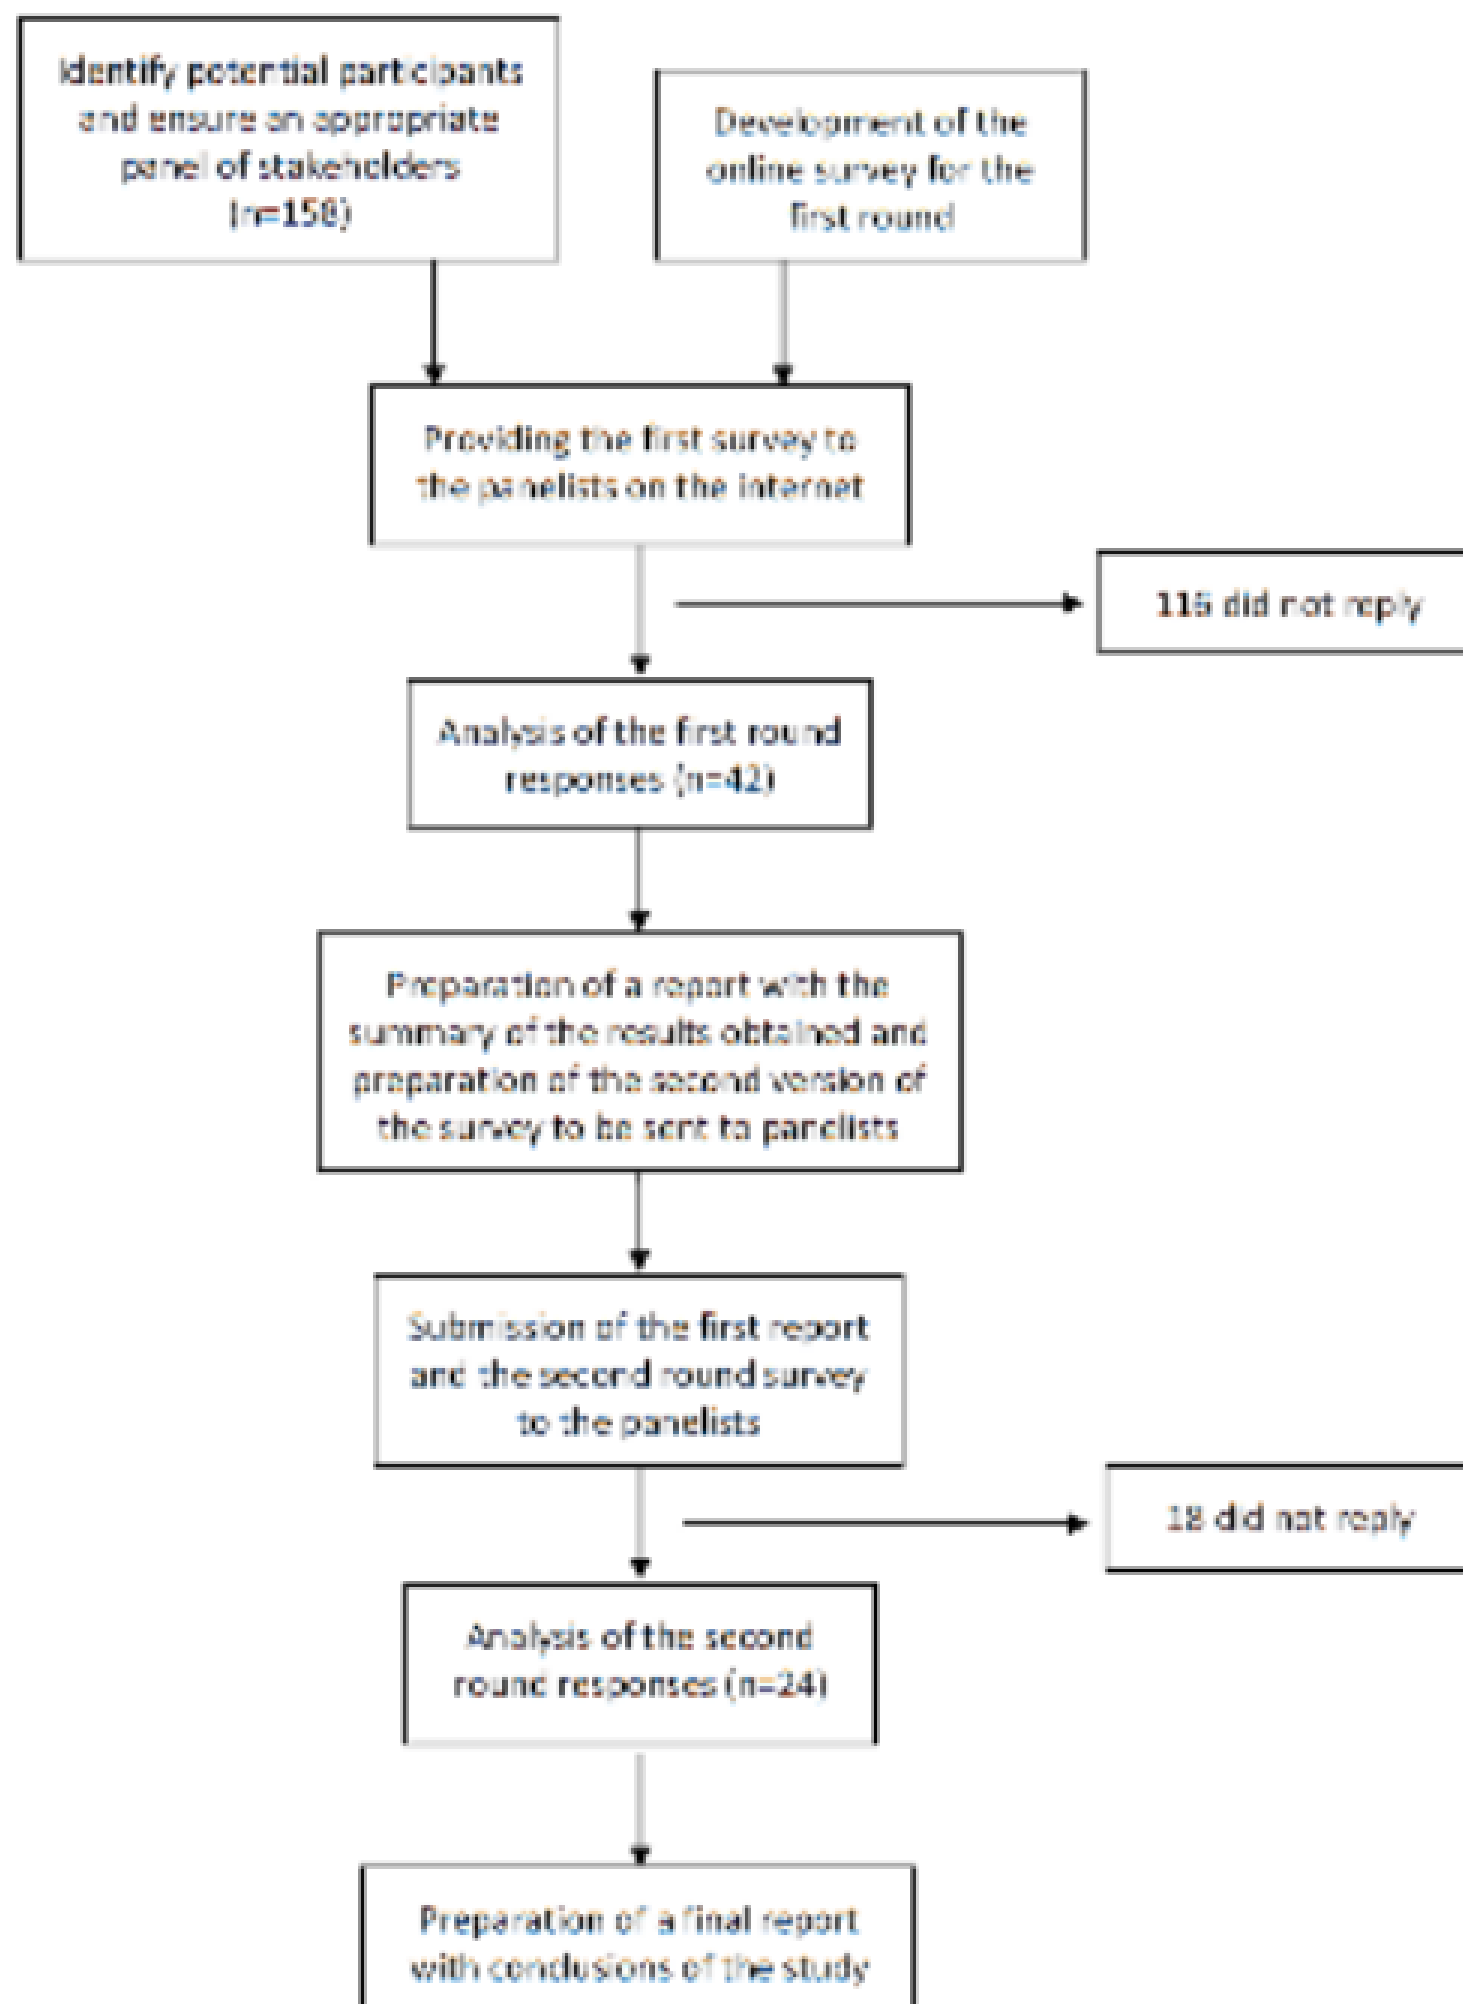 Identify potential participants
and ensure an appropriate
panel of stakeholders
(n=158)
Development of the
online survey for the
first round
Providing the first survey to
the panelists on the internet
116 did not reply
Analysis of the first round
responses (n=42)
Preparation of a report with the
summary of the results obtained and
preparation of the second version of
the survey to be sent to panelists
Submission of the first report
and the second round survey
to the panelists
18 did not reply
Analysis of the second
round responses (n=24)
Preparation of a final report
with conclusions of the study